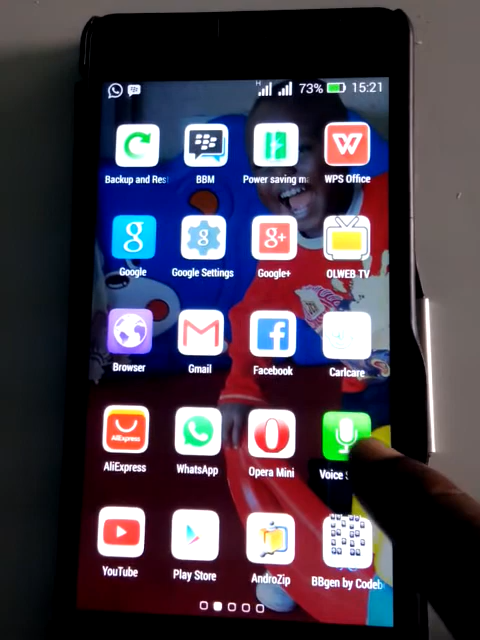 H 73% 15:21
Backup and Res
BBM
Power saving m
WPS Office
Google
Google Settings
Google+
OLWEB TV
Browser
Gmail
Facebook
Carlcare
AliExpress
WhatsApp
Opera Mini
Voice
YouTube
Play Store
AndroZip
BBgen by Codeb